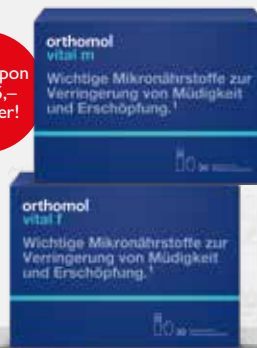 pon
5,–
er!
orthomol
vital m
Wichtige Mikronährstoffe zur
Verringerung von Müdigkeit
und Erschöpfung.¹
30
orthomol
vital f
Wichtige Mikronährstoffe zur
Verringerung von Müdigkeit
und Erschöpfung.¹
30